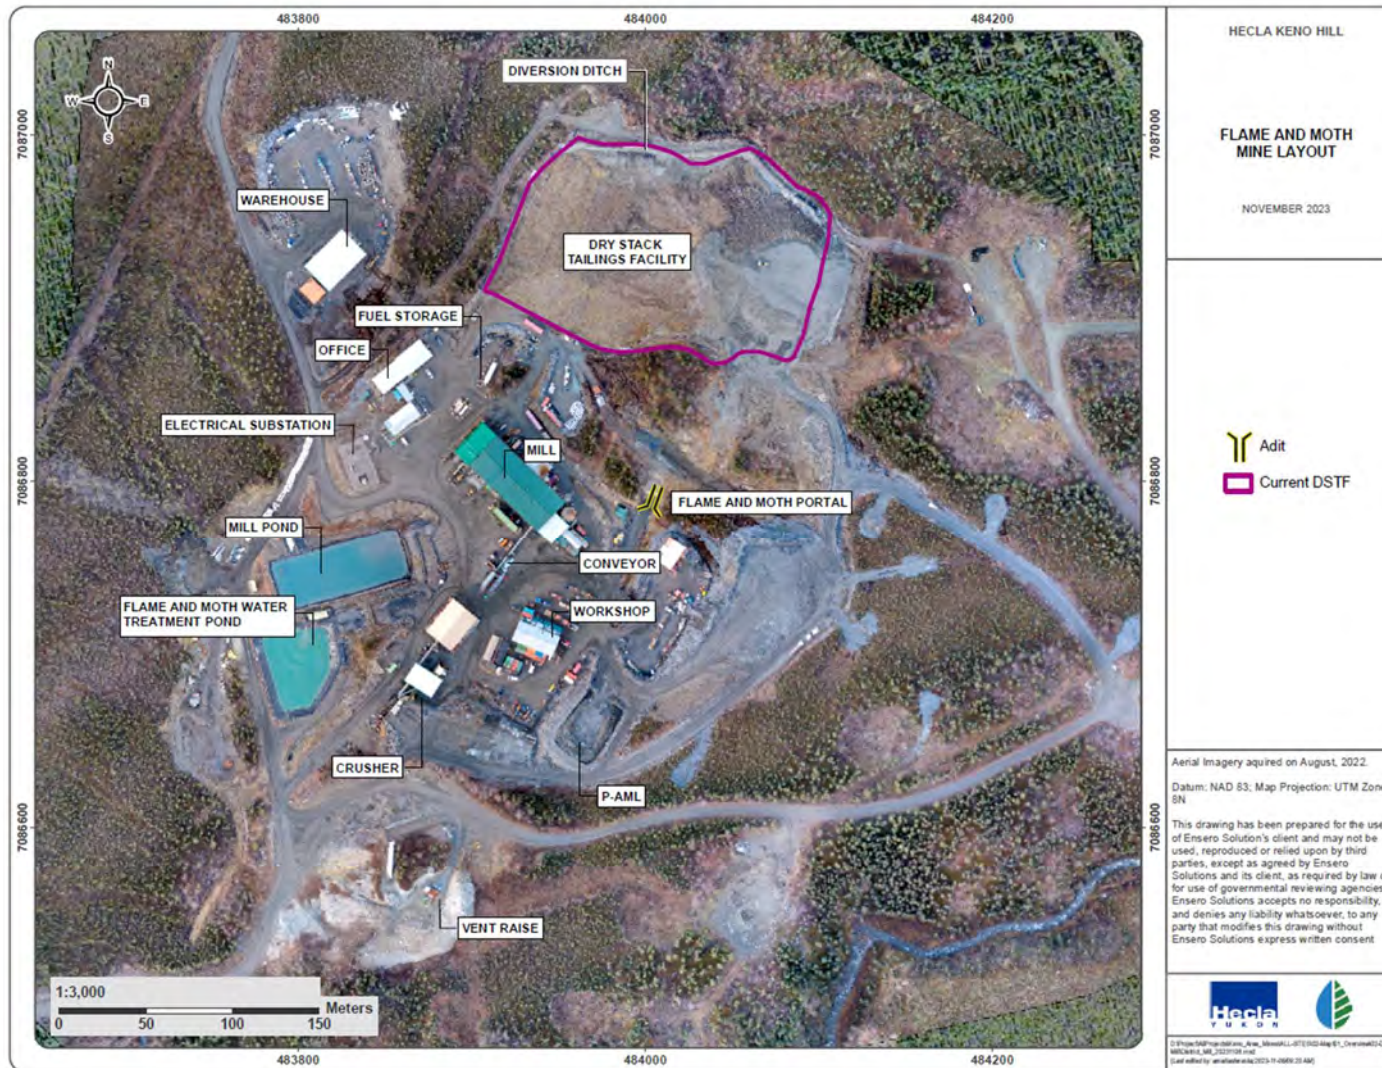 483800
484000
484200
HECLA KENO HILL
FLAME AND MOTH
MINE LAYOUT
NOVEMBER 2023
N
W
E
S
7087000
7087000
DIVERSION DITCH
WAREHOUSE
DRY STACK
TAILINGS FACILITY
FUEL STORAGE
OFFICE
ELECTRICAL SUBSTATION
MILL
7086800
7086800
FLAME AND MOTH PORTAL
Adit
Current DSTF
MILL POND
CONVEYOR
FLAME AND MOTH WATER
TREATMENT POND
WORKSHOP
CRUSHER
P-AML
7086600
7086600
VENT RAISE
1:3,000
Meters
0 50 100 150
483800
484000
484200
Aerial Imagery aquired on August, 2022.
Datum: NAD 83; Map Projection: UTM Zone
8N
This drawing has been prepared for the use
of Ensero Solution's client and may not be
used, reproduced or relied upon by third
parties, except as agreed by Ensero
Solutions and its client, as required by law
for use of governmental reviewing agencies
Ensero Solutions accepts no responsibility,
and denies any liability whatsoever, to any
party that modifies this drawing without
Ensero Solutions express written consent
Hecla
YUKON